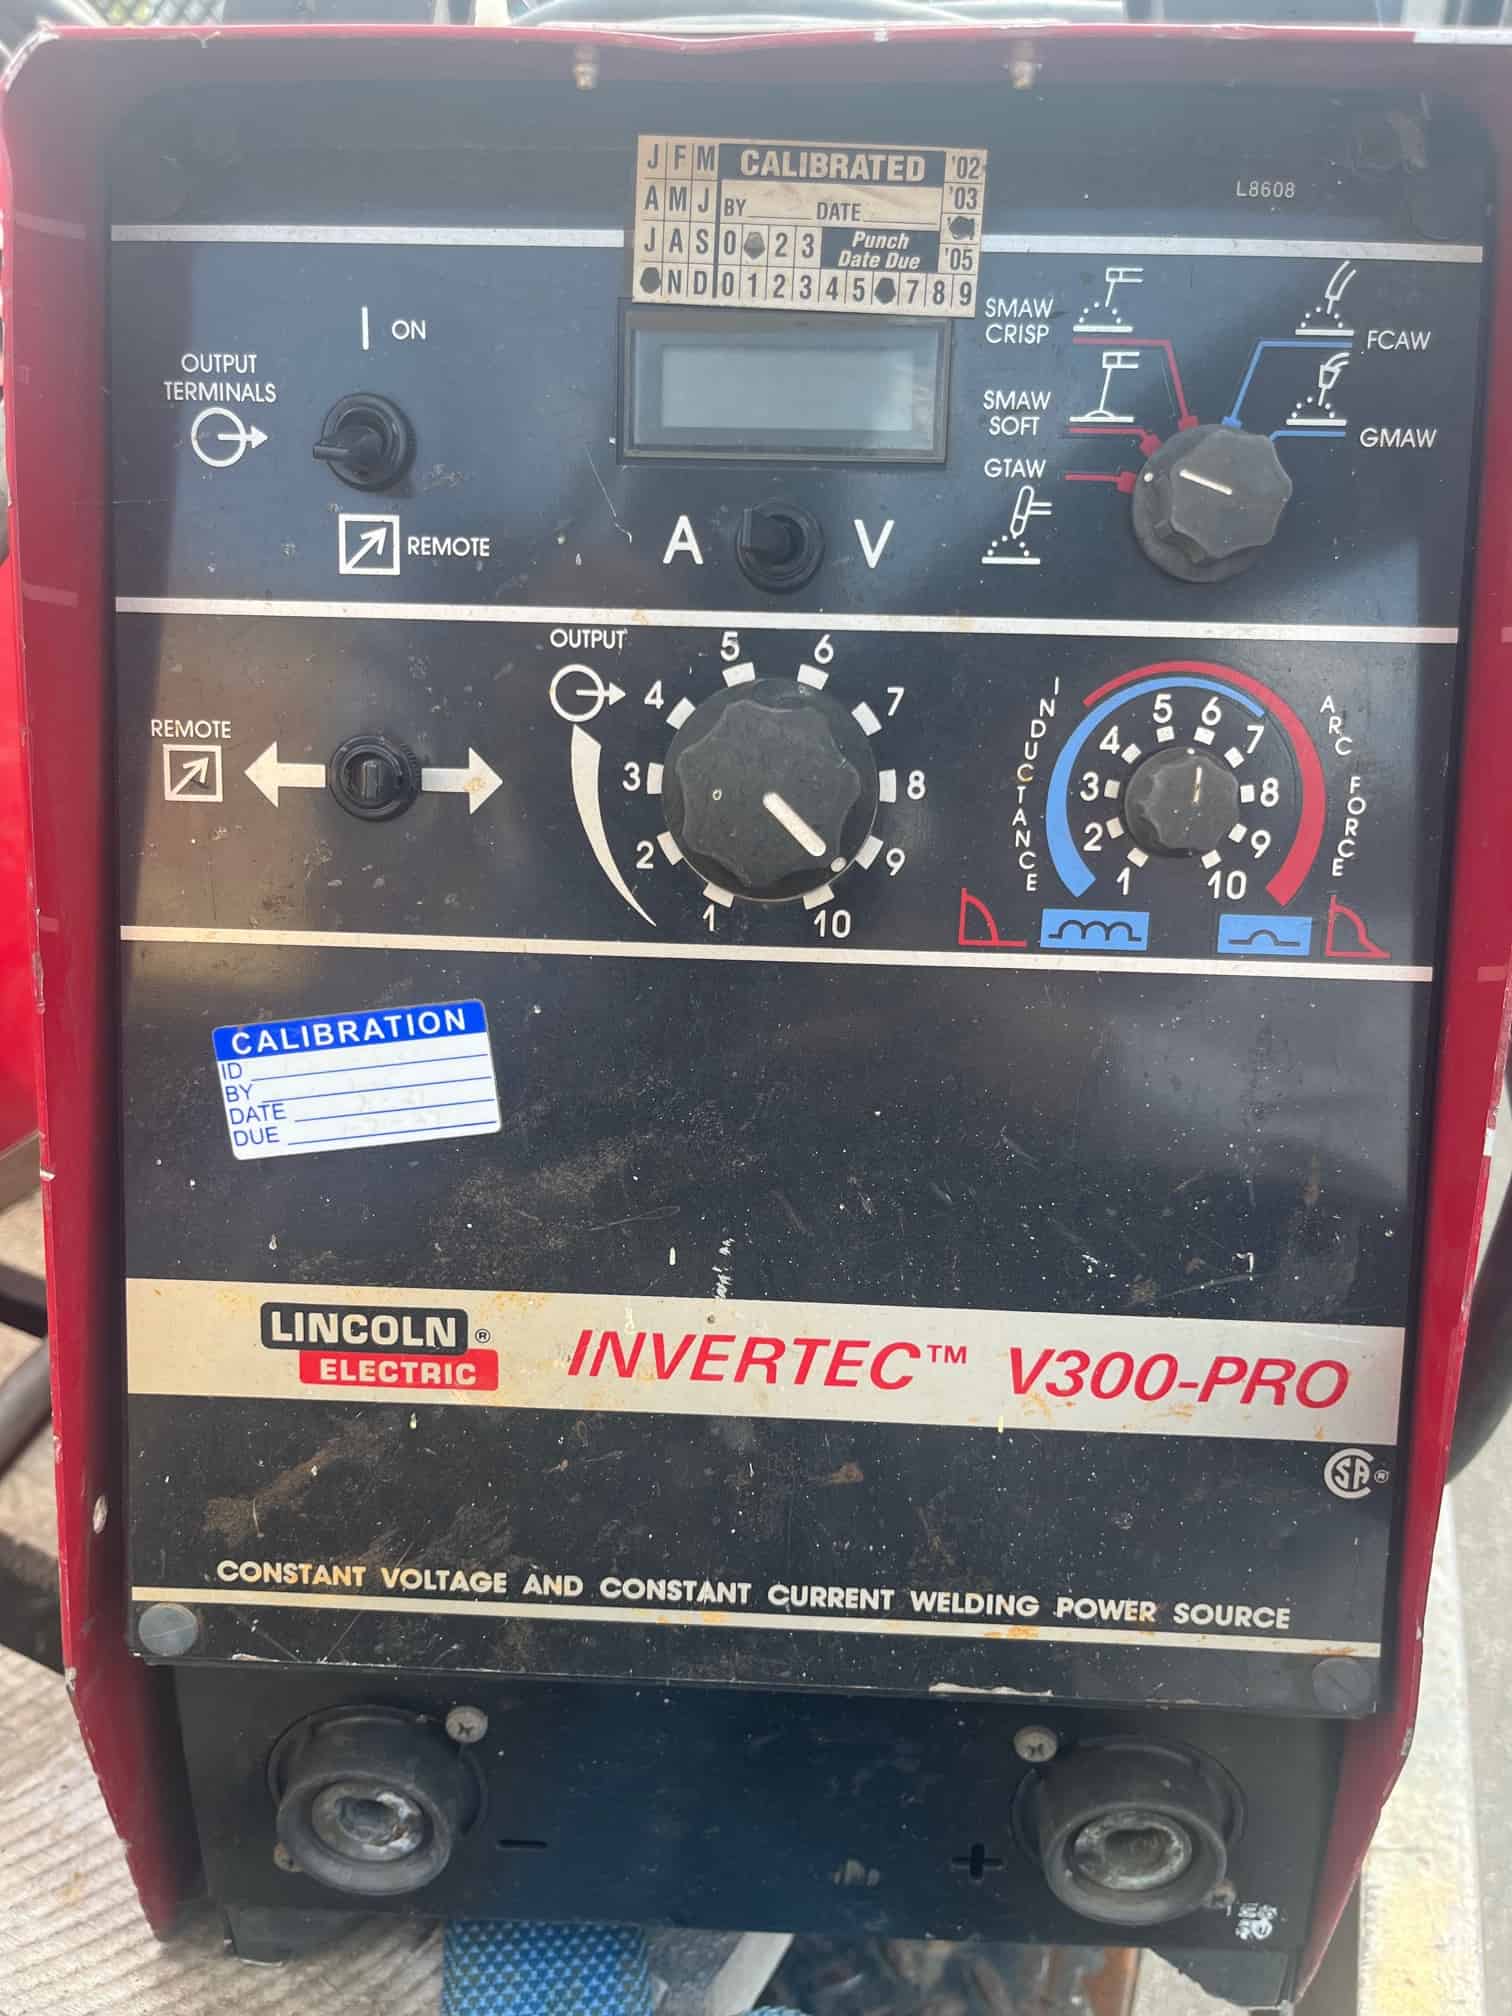 J F M CALIBRATED '02
A M J BY DATE '03
J A S 0 2 3 Punch Date Due '05
N D 0 1 2 3 4 5 7 8 9
L8608
ON
OUTPUT
TERMINALS
REMOTE
A V
SMAW
CRISP
SMAW
SOFT
GTAW
FCAW
GMAW
REMOTE
OUTPUT
1 2 3 4 5 6 7 8 9 10
INDUCTANCE
1 2 3 4 5 6 7 8 9 10
ARC FORCE
CALIBRATION
ID
BY
DATE
DUE
LINCOLN ®
ELECTRIC
INVERTEC™ V300-PRO
CSA ®
CONSTANT VOLTAGE AND CONSTANT CURRENT WELDING POWER SOURCE
- +